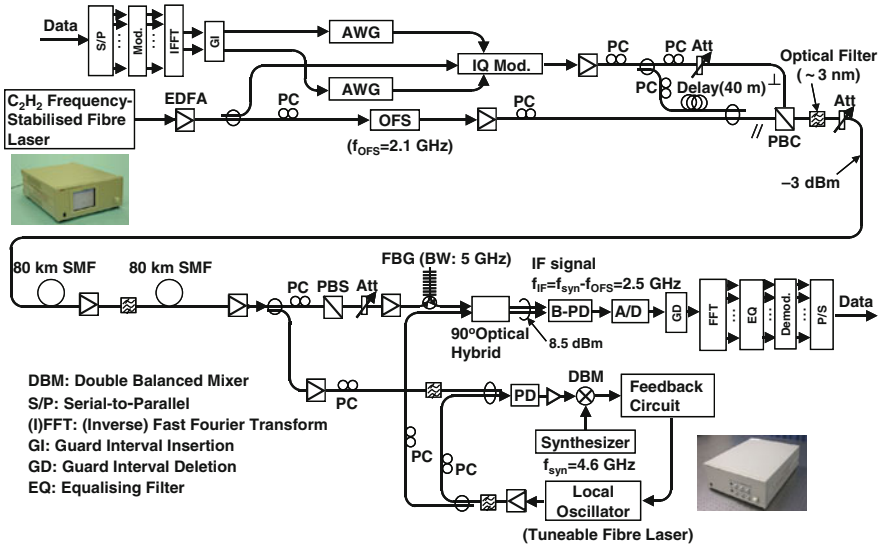 Data
S/P
Mod.
IFFT
GI
AWG
AWG
IQ Mod.
PC
PC
Att
PC
Delay(40 m)
⊥
Optical Filter
(~3 nm)
Att
C₂H₂ Frequency-
Stabilised Fibre
Laser
EDFA
PC
OFS
(fOFS=2.1 GHz)
PC
//
PBC
–3 dBm
80 km SMF
80 km SMF
PC
PBS
Att
FBG (BW: 5 GHz)
IF signal
fIF=fsyn-fOFS=2.5 GHz
90°Optical
Hybrid
B-PD
8.5 dBm
A/D
GD
FFT
EQ
Demod.
P/S
Data
DBM: Double Balanced Mixer
S/P: Serial-to-Parallel
(I)FFT: (Inverse) Fast Fourier Transform
GI: Guard Interval Insertion
GD: Guard Interval Deletion
EQ: Equalising Filter
PC
PD
DBM
Feedback
Circuit
Synthesizer
fsyn=4.6 GHz
PC
PC
Local
Oscillator
(Tuneable Fibre Laser)